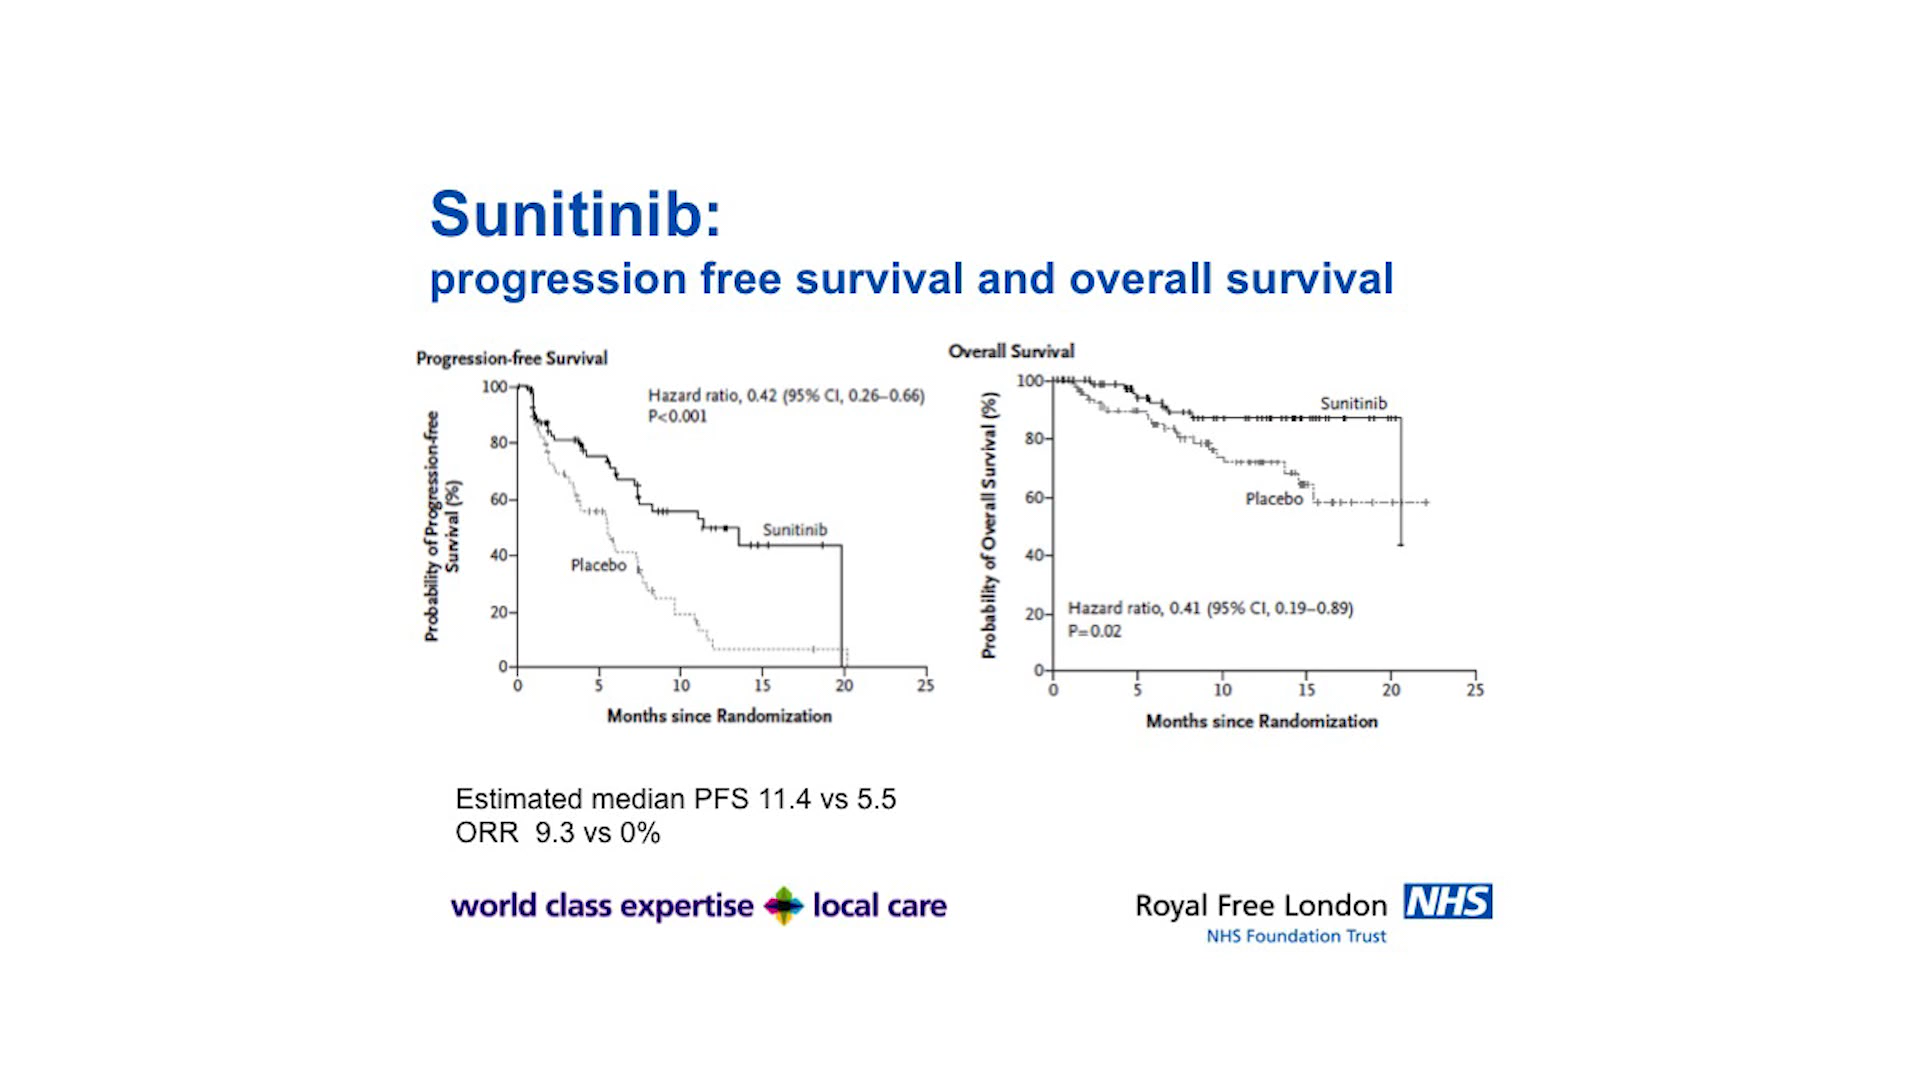 Sunitinib:
progression free survival and overall survival
Progression-free Survival
Probability of Progression-free
Survival (%)
100
80
60
40
20
0
Hazard ratio, 0.42 (95% CI, 0.26–0.66)
P<0.001
Sunitinib
Placebo
0 5 10 15 20 25
Months since Randomization
Overall Survival
Probability of Overall Survival (%)
100
80
60
40
20
0
Sunitinib
Placebo
Hazard ratio, 0.41 (95% CI, 0.19–0.89)
P=0.02
0 5 10 15 20 25
Months since Randomization
Estimated median PFS 11.4 vs 5.5
ORR 9.3 vs 0%
world class expertise local care
Royal Free London NHS
NHS Foundation Trust